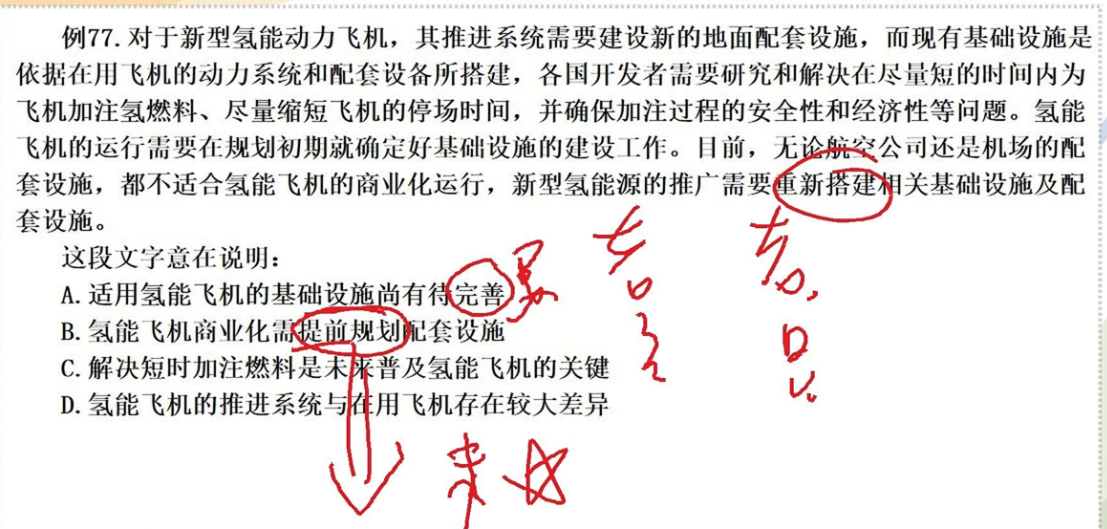 例77.对于新型氢能动力飞机，其推进系统需要建设新的地面配套设施，而现有基础设施是
依据在用飞机的动力系统和配套设备所搭建，各国开发者需要研究和解决在尽量短的时间内为
飞机加注氢燃料、尽量缩短飞机的停场时间，并确保加注过程的安全性和经济性等问题。氢能
飞机的运行需要在规划初期就确定好基础设施的建设工作。目前，无论航空公司还是机场的配
套设施，都不适合氢能飞机的商业化运行，新型氢能源的推广需要重新搭建相关基础设施及配
套设施。
这段文字意在说明：
A.适用氢能飞机的基础设施尚有待完善
B.氢能飞机商业化需提前规划配套设施
C.解决短时加注燃料是未来普及氢能飞机的关键
D.氢能飞机的推进系统与在用飞机存在较大差异